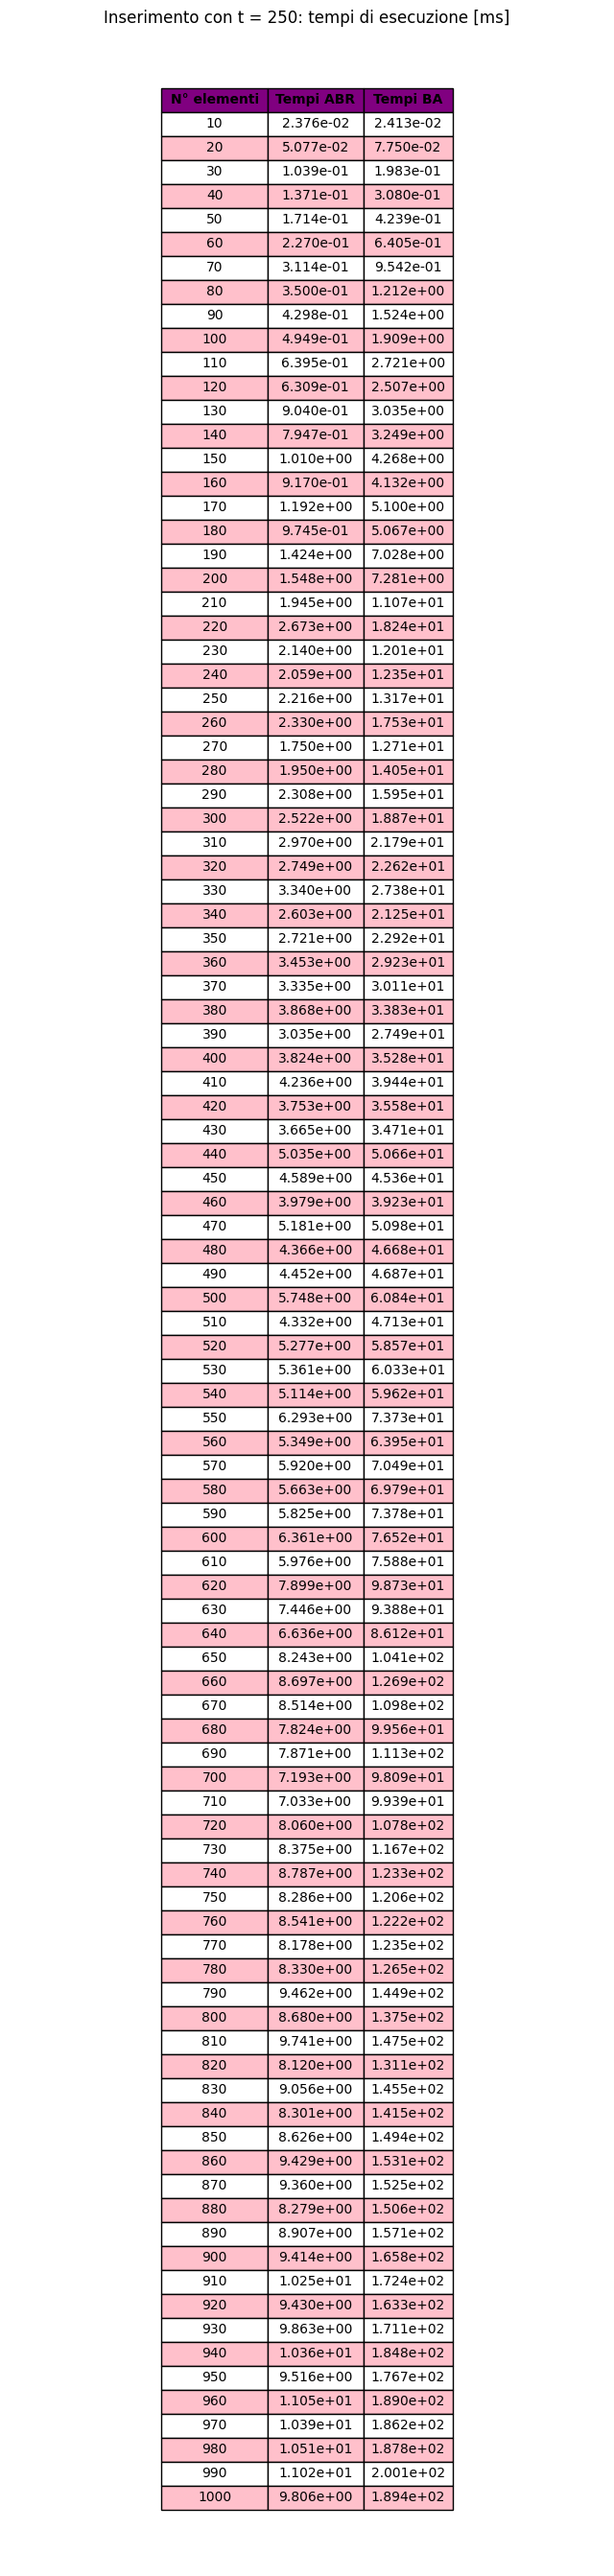 Inserimento con t = 250: tempi di esecuzione [ms]
N° elementi Tempi ABR Tempi BA
10 2.376e-02 2.413e-02
20 5.077e-02 7.750e-02
30 1.039e-01 1.983e-01
40 1.371e-01 3.080e-01
50 1.714e-01 4.239e-01
60 2.270e-01 6.405e-01
70 3.114e-01 9.542e-01
80 3.500e-01 1.212e+00
90 4.298e-01 1.524e+00
100 4.949e-01 1.909e+00
110 6.395e-01 2.721e+00
120 6.309e-01 2.507e+00
130 9.040e-01 3.035e+00
140 7.947e-01 3.249e+00
150 1.010e+00 4.268e+00
160 9.170e-01 4.132e+00
170 1.192e+00 5.100e+00
180 9.745e-01 5.067e+00
190 1.424e+00 7.028e+00
200 1.548e+00 7.281e+00
210 1.945e+00 1.107e+01
220 2.673e+00 1.824e+01
230 2.140e+00 1.201e+01
240 2.059e+00 1.235e+01
250 2.216e+00 1.317e+01
260 2.330e+00 1.753e+01
270 1.750e+00 1.271e+01
280 1.950e+00 1.405e+01
290 2.308e+00 1.595e+01
300 2.522e+00 1.887e+01
310 2.970e+00 2.179e+01
320 2.749e+00 2.262e+01
330 3.340e+00 2.738e+01
340 2.603e+00 2.125e+01
350 2.721e+00 2.292e+01
360 3.453e+00 2.923e+01
370 3.335e+00 3.011e+01
380 3.868e+00 3.383e+01
390 3.035e+00 2.749e+01
400 3.824e+00 3.528e+01
410 4.236e+00 3.944e+01
420 3.753e+00 3.558e+01
430 3.665e+00 3.471e+01
440 5.035e+00 5.066e+01
450 4.589e+00 4.536e+01
460 3.979e+00 3.923e+01
470 5.181e+00 5.098e+01
480 4.366e+00 4.668e+01
490 4.452e+00 4.687e+01
500 5.748e+00 6.084e+01
510 4.332e+00 4.713e+01
520 5.277e+00 5.857e+01
530 5.361e+00 6.033e+01
540 5.114e+00 5.962e+01
550 6.293e+00 7.373e+01
560 5.349e+00 6.395e+01
570 5.920e+00 7.049e+01
580 5.663e+00 6.979e+01
590 5.825e+00 7.378e+01
600 6.361e+00 7.652e+01
610 5.976e+00 7.588e+01
620 7.899e+00 9.873e+01
630 7.446e+00 9.388e+01
640 6.636e+00 8.612e+01
650 8.243e+00 1.041e+02
660 8.697e+00 1.269e+02
670 8.514e+00 1.098e+02
680 7.824e+00 9.956e+01
690 7.871e+00 1.113e+02
700 7.193e+00 9.809e+01
710 7.033e+00 9.939e+01
720 8.060e+00 1.078e+02
730 8.375e+00 1.167e+02
740 8.787e+00 1.233e+02
750 8.286e+00 1.206e+02
760 8.541e+00 1.222e+02
770 8.178e+00 1.235e+02
780 8.330e+00 1.265e+02
790 9.462e+00 1.449e+02
800 8.680e+00 1.375e+02
810 9.741e+00 1.475e+02
820 8.120e+00 1.311e+02
830 9.056e+00 1.455e+02
840 8.301e+00 1.415e+02
850 8.626e+00 1.494e+02
860 9.429e+00 1.531e+02
870 9.360e+00 1.525e+02
880 8.279e+00 1.506e+02
890 8.907e+00 1.571e+02
900 9.414e+00 1.658e+02
910 1.025e+01 1.724e+02
920 9.430e+00 1.633e+02
930 9.863e+00 1.711e+02
940 1.036e+01 1.848e+02
950 9.516e+00 1.767e+02
960 1.105e+01 1.890e+02
970 1.039e+01 1.862e+02
980 1.051e+01 1.878e+02
990 1.102e+01 2.001e+02
1000 9.806e+00 1.894e+02